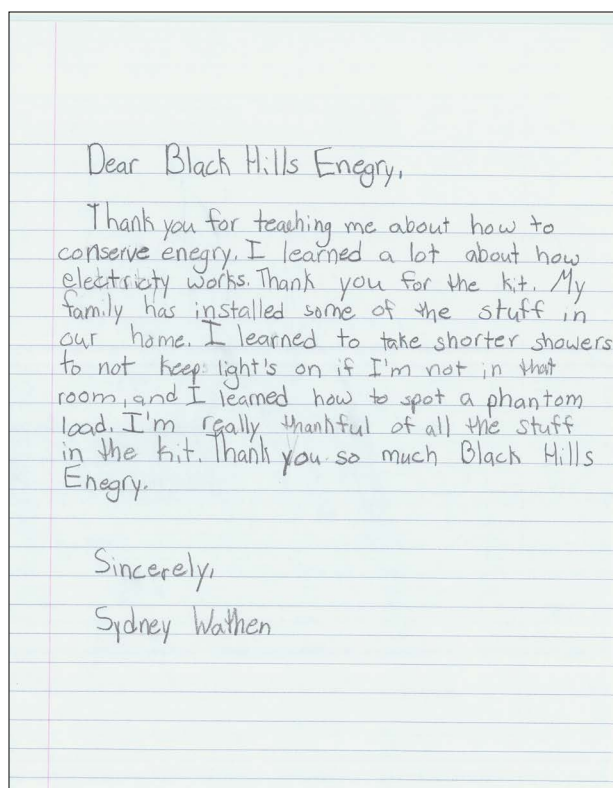 Dear Black Hills Enegry,
Thank you for teaching me about how to
conserve enegry. I learned a lot about how
electricty works. Thank you for the kit. My
family has installed some of the stuff in
our home. I learned to take shorter showers
to not keep light's on if I'm not in that
room, and I learned how to spot a phantom
load. I'm really thankful of all the stuff
in the kit. Thank you so much Black Hills
Enegry.
Sincerely,
Sydney Wathen